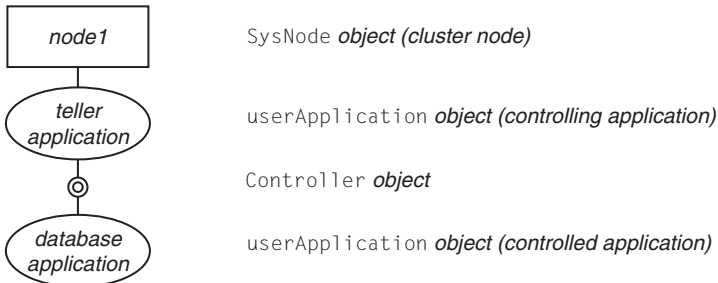 node1
SysNode object (cluster node)
teller
application
userApplication object (controlling application)
Controller object
database
application
userApplication object (controlled application)